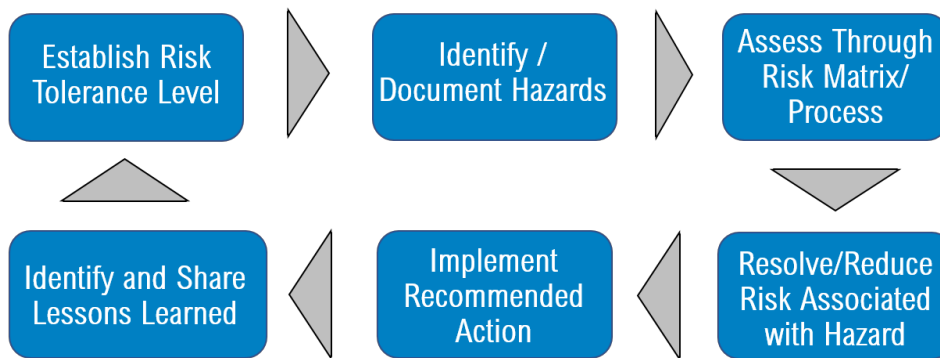 Establish Risk
Tolerance Level
Identify /
Document Hazards
Assess Through
Risk Matrix/
Process
Resolve/Reduce
Risk Associated
with Hazard
Implement
Recommended
Action
Identify and Share
Lessons Learned